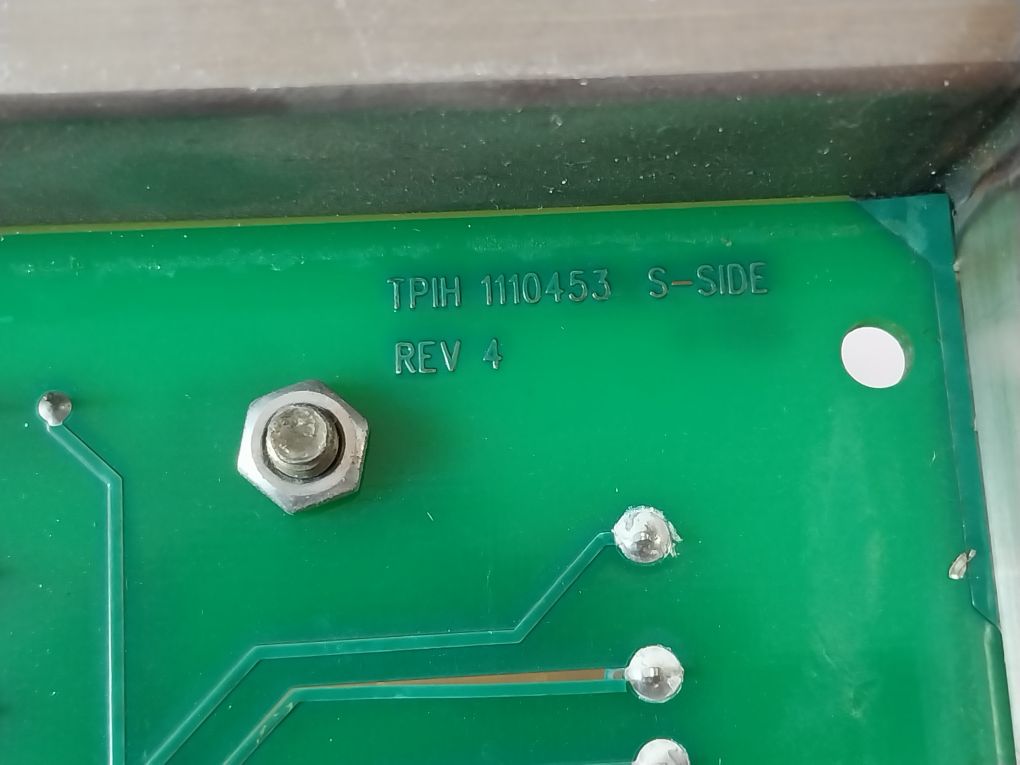 TPIH 1110453 S-SIDE
REV 4